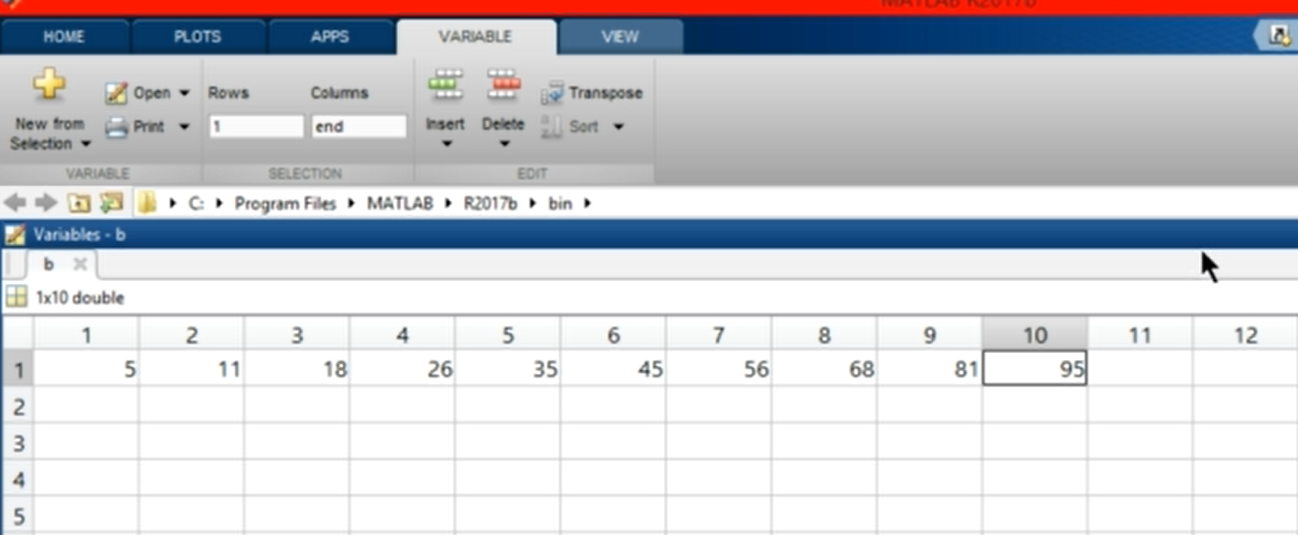 MATLAB R2017b
HOME PLOTS APPS VARIABLE VIEW
Open Rows Columns Transpose
New from Selection Print 1 end Insert Delete Sort
VARIABLE SELECTION EDIT
C: Program Files MATLAB R2017b bin
Variables - b
b
1x10 double
1 2 3 4 5 6 7 8 9 10 11 12
1 5 11 18 26 35 45 56 68 81 95
2
3
4
5